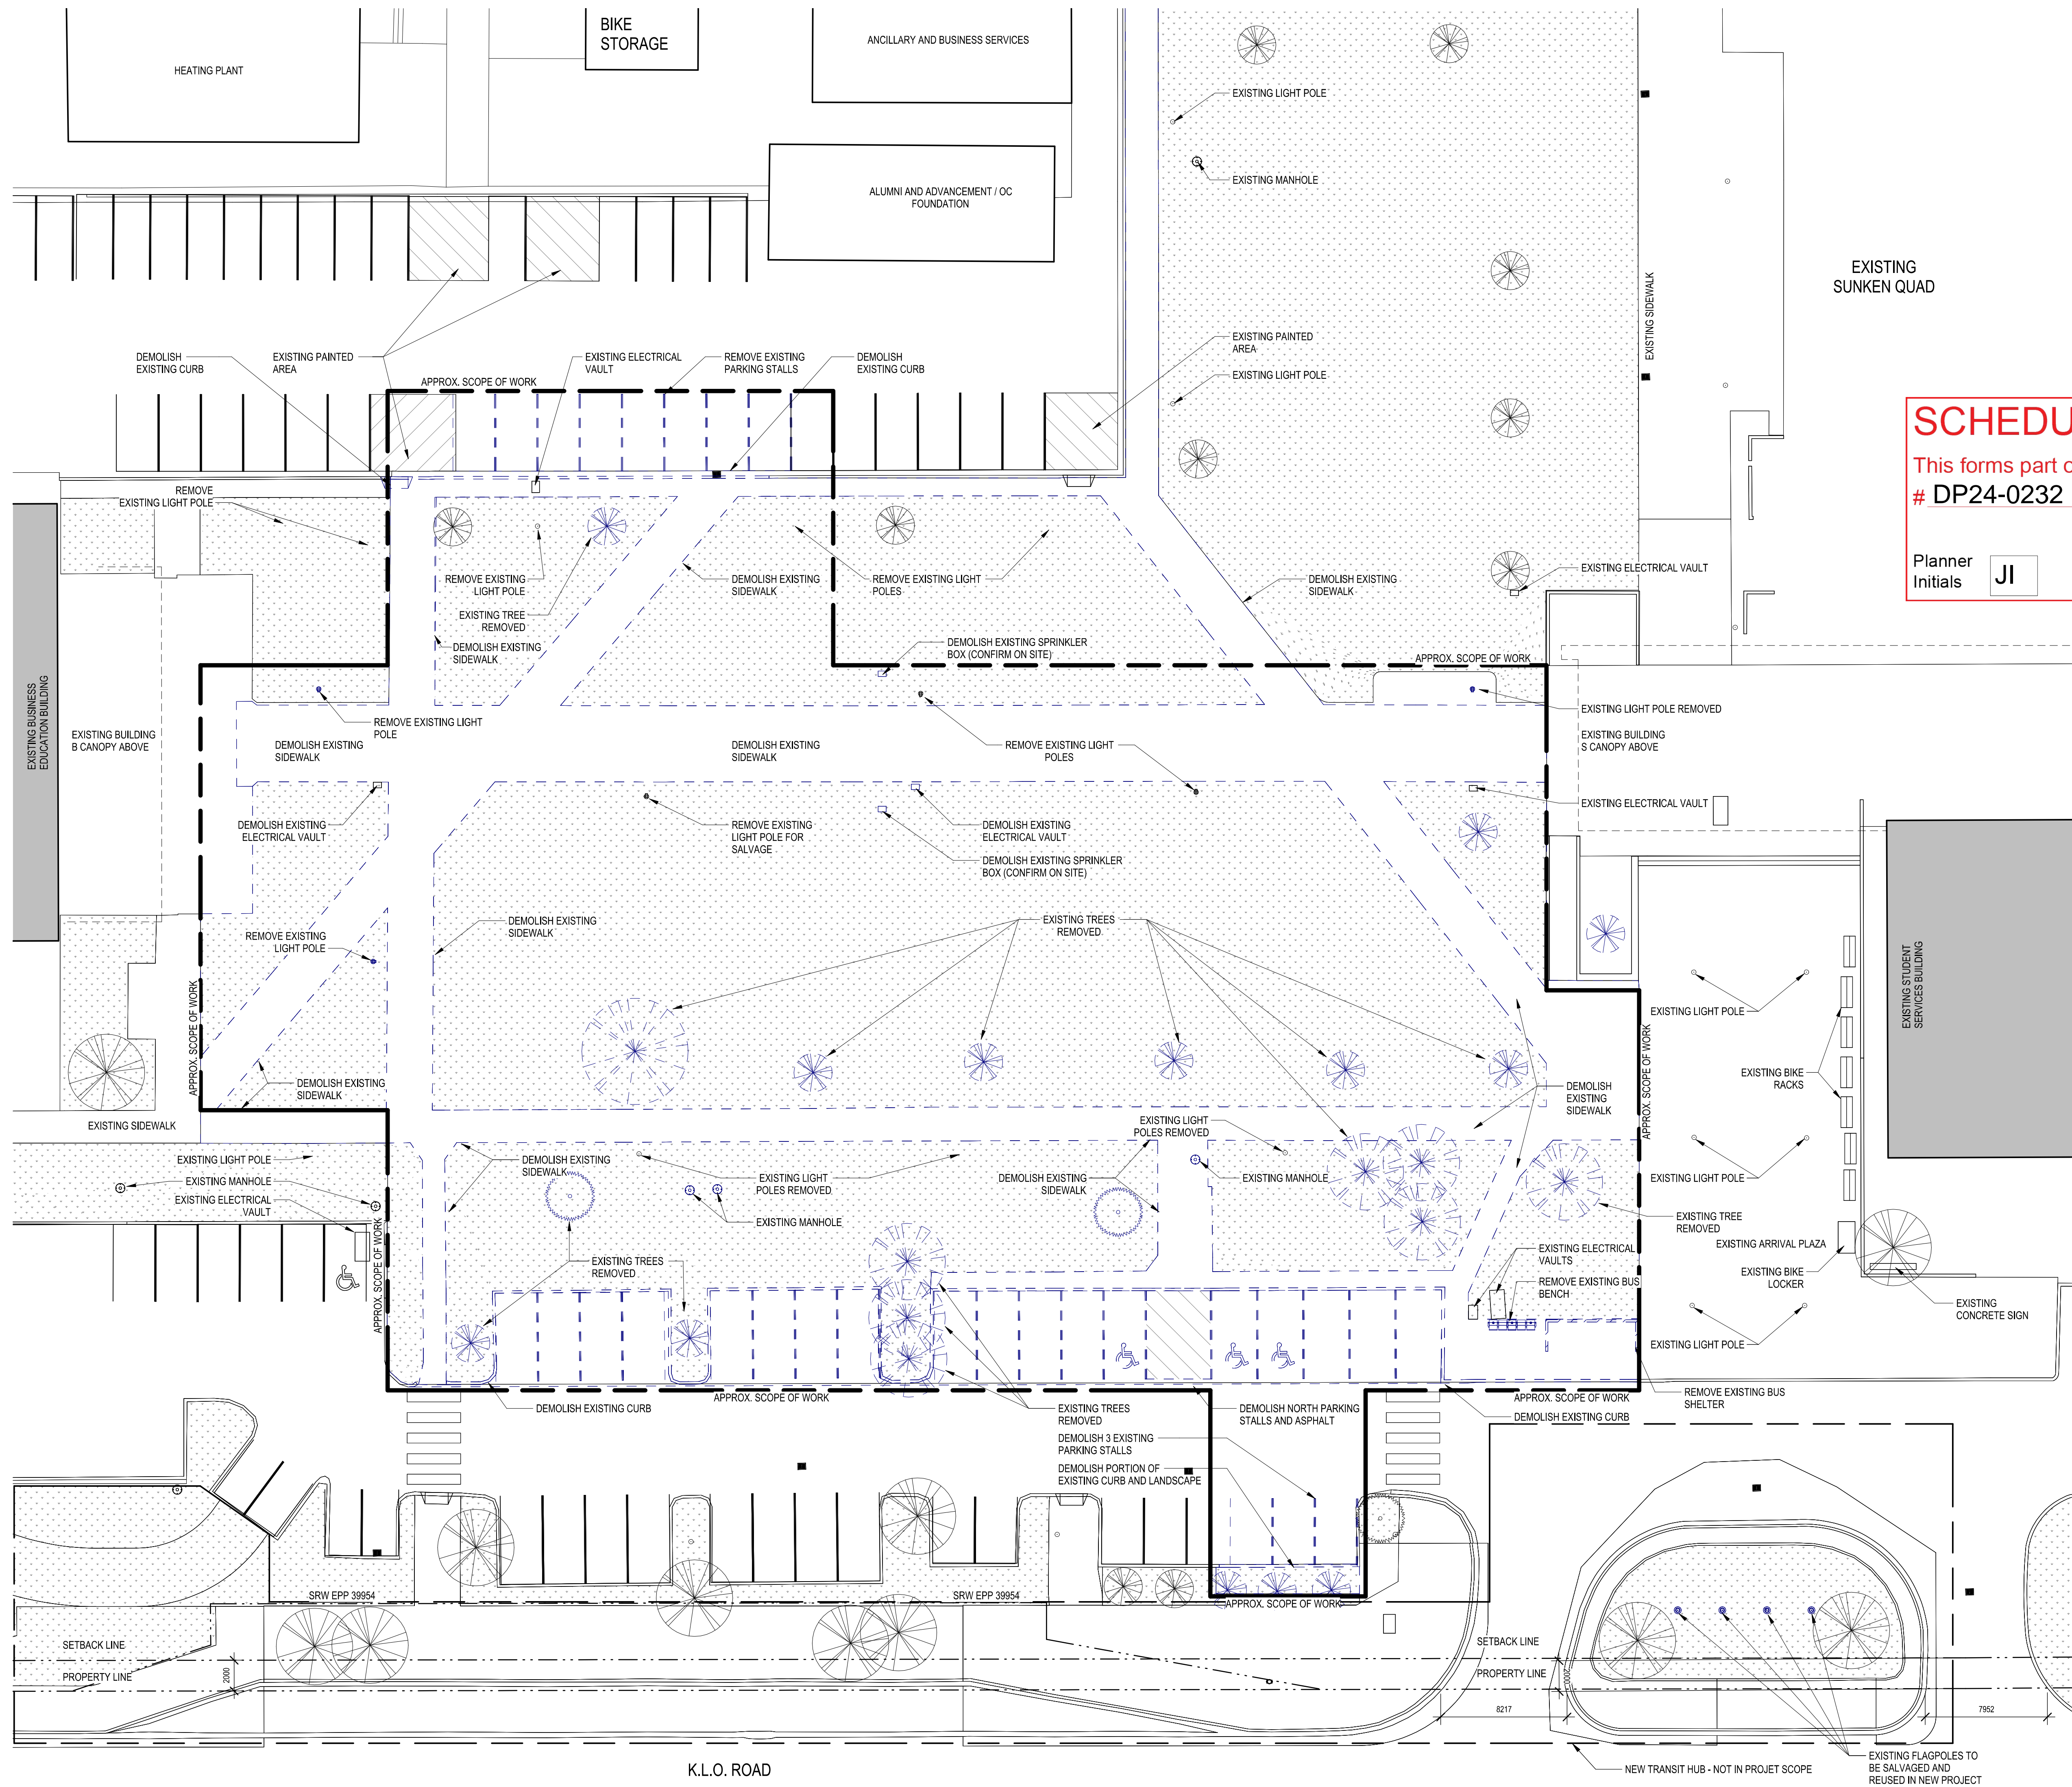 BIKE
STORAGE
HEATING PLANT
ANCILLARY AND BUSINESS SERVICES
EXISTING LIGHT POLE
EXISTING MANHOLE
ALUMNI AND ADVANCEMENT / OC
FOUNDATION
EXISTING
SUNKEN QUAD
EXISTING SIDEWALK
DEMOLISH
EXISTING CURB
EXISTING PAINTED
AREA
EXISTING ELECTRICAL
VAULT
REMOVE EXISTING
PARKING STALLS
DEMOLISH
EXISTING CURB
EXISTING PAINTED
AREA
EXISTING LIGHT POLE
APPROX. SCOPE OF WORK
SCHEDU
This forms part o
# DP24-0232
Planner
Initials
JI
REMOVE
EXISTING LIGHT POLE
REMOVE EXISTING
LIGHT POLE
EXISTING TREE
REMOVED
DEMOLISH EXISTING
SIDEWALK
DEMOLISH EXISTING
SIDEWALK
REMOVE EXISTING LIGHT
POLES
DEMOLISH EXISTING
SIDEWALK
EXISTING ELECTRICAL VAULT
DEMOLISH EXISTING SPRINKLER
BOX (CONFIRM ON SITE)
APPROX. SCOPE OF WORK
EXISTING BUSINESS
EDUCATION BUILDING
EXISTING BUILDING
B CANOPY ABOVE
REMOVE EXISTING LIGHT
POLE
DEMOLISH EXISTING
SIDEWALK
DEMOLISH EXISTING
SIDEWALK
REMOVE EXISTING LIGHT
POLES
EXISTING LIGHT POLE REMOVED
EXISTING BUILDING
S CANOPY ABOVE
EXISTING ELECTRICAL VAULT
DEMOLISH EXISTING
ELECTRICAL VAULT
REMOVE EXISTING
LIGHT POLE FOR
SALVAGE
DEMOLISH EXISTING
ELECTRICAL VAULT
DEMOLISH EXISTING SPRINKLER
BOX (CONFIRM ON SITE)
REMOVE EXISTING
LIGHT POLE
DEMOLISH EXISTING
SIDEWALK
EXISTING TREES
REMOVED
EXISTING STUDENT
SERVICES BUILDING
APPROX. SCOPE OF WORK
EXISTING LIGHT POLE
APPROX. SCOPE OF WORK
EXISTING BIKE
RACKS
DEMOLISH EXISTING
SIDEWALK
DEMOLISH
EXISTING
SIDEWALK
EXISTING SIDEWALK
EXISTING LIGHT
POLES REMOVED
EXISTING LIGHT POLE
EXISTING MANHOLE
EXISTING ELECTRICAL
VAULT
DEMOLISH EXISTING
SIDEWALK
EXISTING LIGHT
POLES REMOVED
DEMOLISH EXISTING
SIDEWALK
EXISTING MANHOLE
EXISTING LIGHT POLE
EXISTING MANHOLE
EXISTING TREE
REMOVED
EXISTING ARRIVAL PLAZA
APPROX. SCOPE OF WORK
EXISTING TREES
REMOVED
EXISTING ELECTRICAL
VAULTS
REMOVE EXISTING BUS
BENCH
EXISTING BIKE
LOCKER
EXISTING
CONCRETE SIGN
EXISTING LIGHT POLE
APPROX. SCOPE OF WORK
APPROX. SCOPE OF WORK
REMOVE EXISTING BUS
SHELTER
DEMOLISH EXISTING CURB
EXISTING TREES
REMOVED
DEMOLISH NORTH PARKING
STALLS AND ASPHALT
DEMOLISH EXISTING CURB
DEMOLISH 3 EXISTING
PARKING STALLS
DEMOLISH PORTION OF
EXISTING CURB AND LANDSCAPE
SRW EPP 39954
SRW EPP 39954
APPROX. SCOPE OF WORK
SETBACK LINE
PROPERTY LINE
2000
SETBACK LINE
PROPERTY LINE
2000
8217
7952
K.L.O. ROAD
NEW TRANSIT HUB - NOT IN PROJET SCOPE
EXISTING FLAGPOLES TO
BE SALVAGED AND
REUSED IN NEW PROJECT